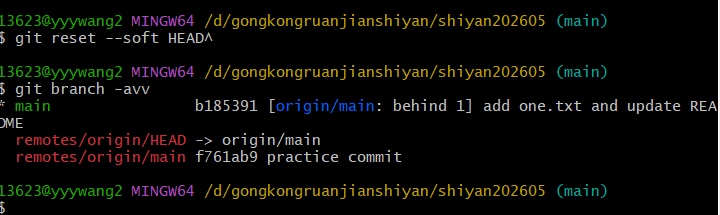 13623@yyywang2 MINGW64 /d/gongkongruanjianshiyan/shiyan202605 (main)
$ git reset --soft HEAD^
13623@yyywang2 MINGW64 /d/gongkongruanjianshiyan/shiyan202605 (main)
$ git branch -avv
* main                b185391 [origin/main: behind 1] add one.txt and update REA
DME
  remotes/origin/HEAD -> origin/main
  remotes/origin/main f761ab9 practice commit
13623@yyywang2 MINGW64 /d/gongkongruanjianshiyan/shiyan202605 (main)
$